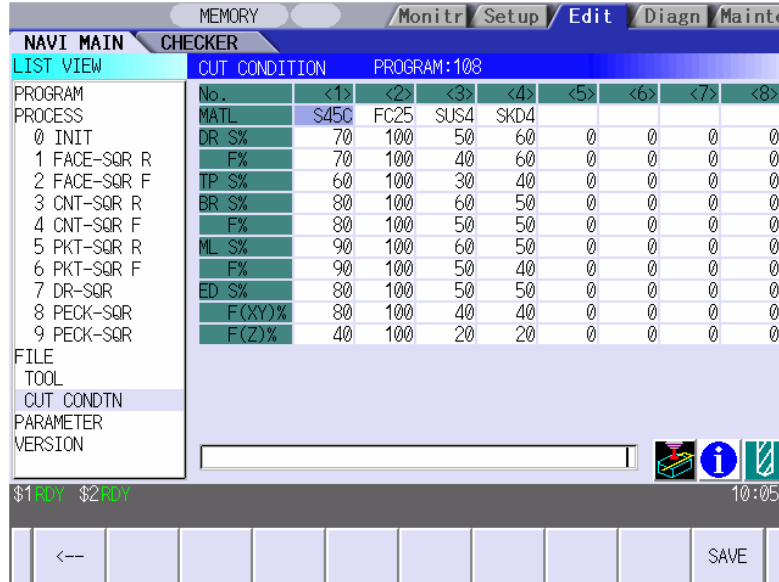 MEMORY Monitr Setup Edit Diagn Mainte
NAVI MAIN CHECKER
LIST VIEW CUT CONDITION PROGRAM:108
PROGRAM No. <1> <2> <3> <4> <5> <6> <7> <8>
PROCESS MATL S45C FC25 SUS4 SKD4
0 INIT DR S% 70 100 50 60 0 0 0 0
1 FACE-SQR R F% 70 100 40 60 0 0 0 0
2 FACE-SQR F TP S% 60 100 30 40 0 0 0 0
3 CNT-SQR R BR S% 80 100 60 50 0 0 0 0
4 CNT-SQR F F% 80 100 50 50 0 0 0 0
5 PKT-SQR R ML S% 90 100 60 50 0 0 0 0
6 PKT-SQR F F% 90 100 50 40 0 0 0 0
7 DR-SQR ED S% 80 100 50 50 0 0 0 0
8 PECK-SQR F(XY)% 80 100 40 40 0 0 0 0
9 PECK-SQR F(Z)% 40 100 20 20 0 0 0 0
FILE
TOOL
CUT CONDTN
PARAMETER
VERSION
$1 RDY $2 RDY 10:05
<-- SAVE